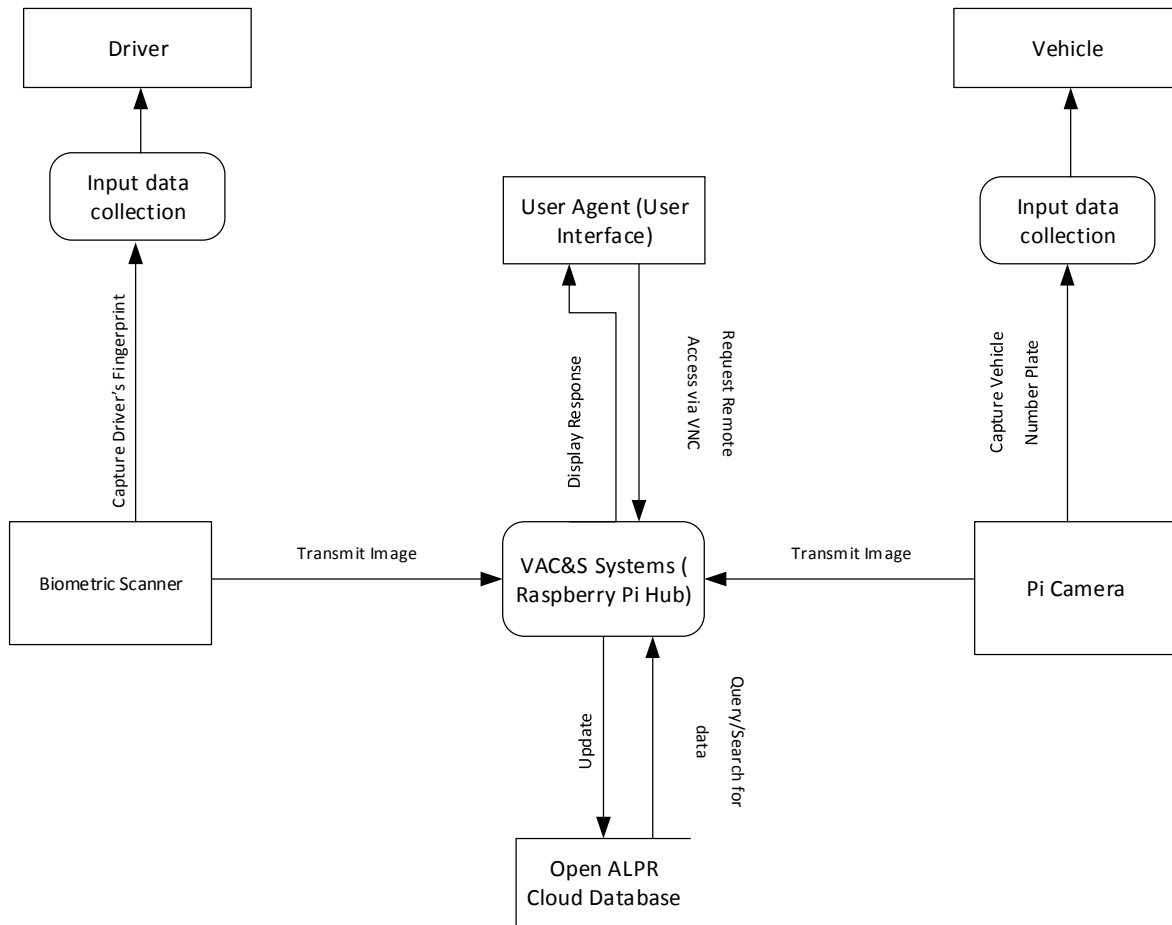 Driver
Vehicle
Input data
collection
User Agent (User
Interface)
Input data
collection
Capture Driver’s Fingerprint
Display Response
Request Remote
Access via VNC
Capture Vehicle
Number Plate
Biometric Scanner
Transmit Image
VAC&S Systems (
Raspberry Pi Hub)
Transmit Image
Pi Camera
Update
Query/Search for
data
Open ALPR
Cloud Database